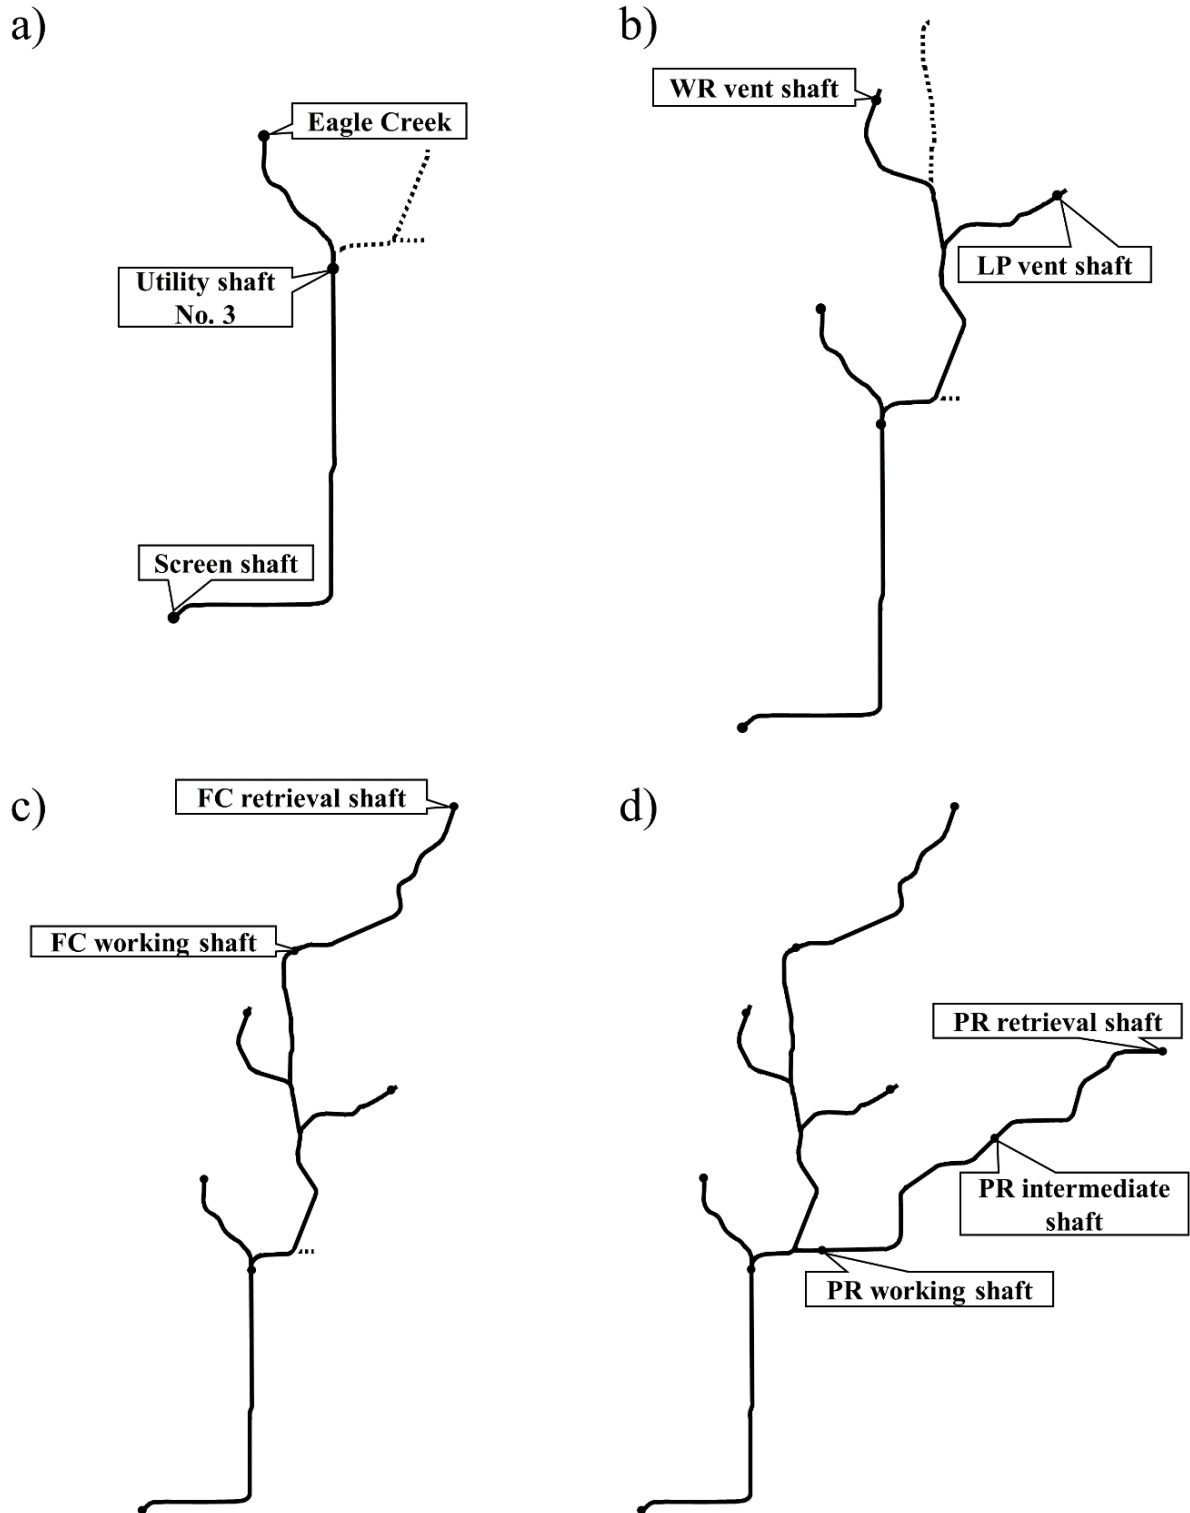 a)
Eagle Creek
Utility shaft
No. 3
Screen shaft
b)
WR vent shaft
LP vent shaft
c)
FC retrieval shaft
FC working shaft
d)
PR retrieval shaft
PR intermediate
shaft
PR working shaft